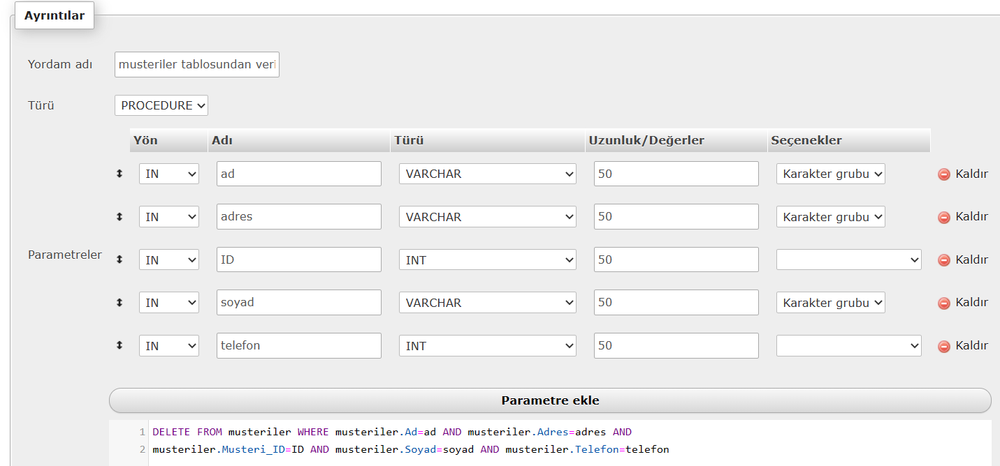 Ayrıntılar
Yordam adı musteriler tablosundan veri
Türü PROCEDURE
Yön Adı Türü Uzunluk/Değerler Seçenekler
IN ad VARCHAR 50 Karakter grubu Kaldır
IN adres VARCHAR 50 Karakter grubu Kaldır
Parametreler IN ID INT 50 Kaldır
IN soyad VARCHAR 50 Karakter grubu Kaldır
IN telefon INT 50 Kaldır
Parametre ekle
1 DELETE FROM musteriler WHERE musteriler.Ad=ad AND musteriler.Adres=adres AND
2 musteriler.Musteri_ID=ID AND musteriler.Soyad=soyad AND musteriler.Telefon=telefon